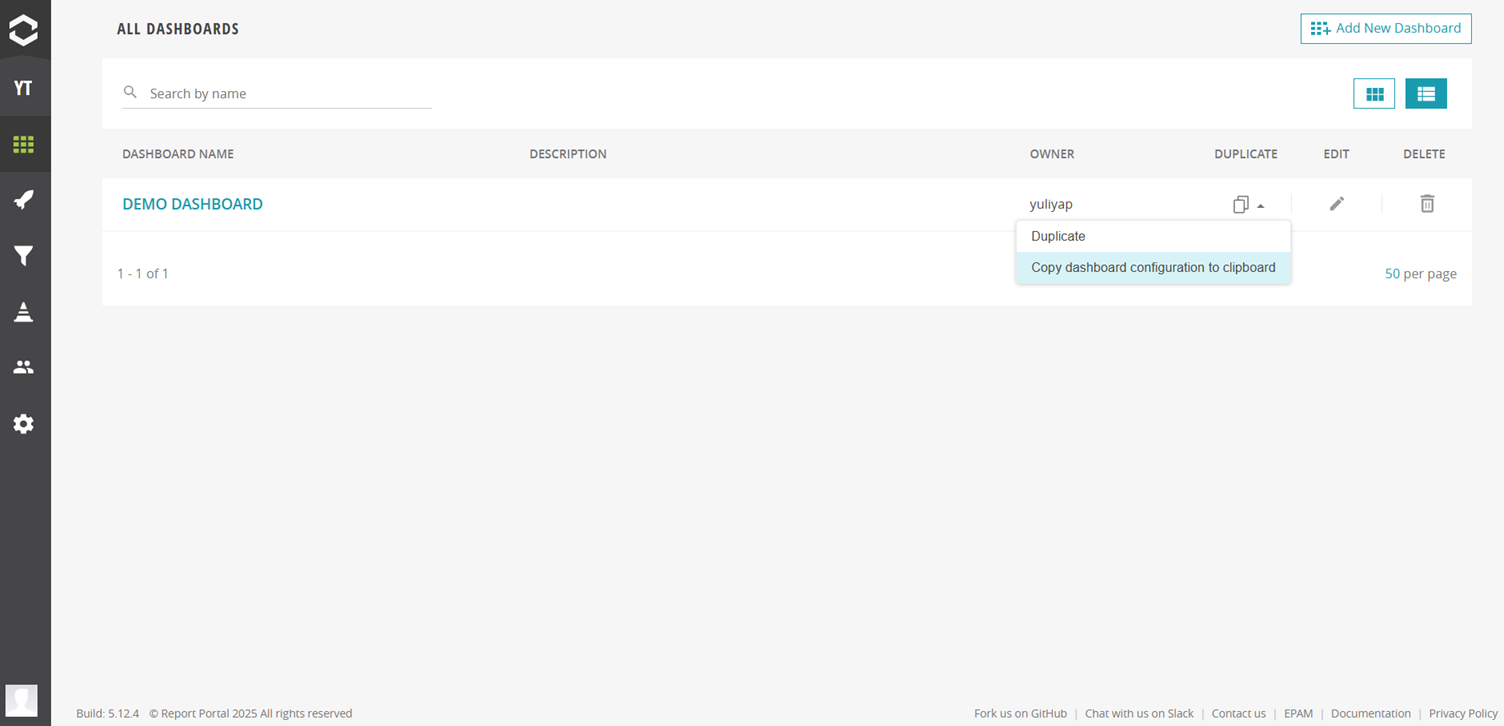 ALL DASHBOARDS
Add New Dashboard
YT
Search by name
DASHBOARD NAME DESCRIPTION OWNER DUPLICATE EDIT DELETE
DEMO DASHBOARD yuliyap
Duplicate
Copy dashboard configuration to clipboard
1 - 1 of 1 50 per page
Build: 5.12.4 © Report Portal 2025 All rights reserved Fork us on GitHub | Chat with us on Slack | Contact us | EPAM | Documentation | Privacy Policy